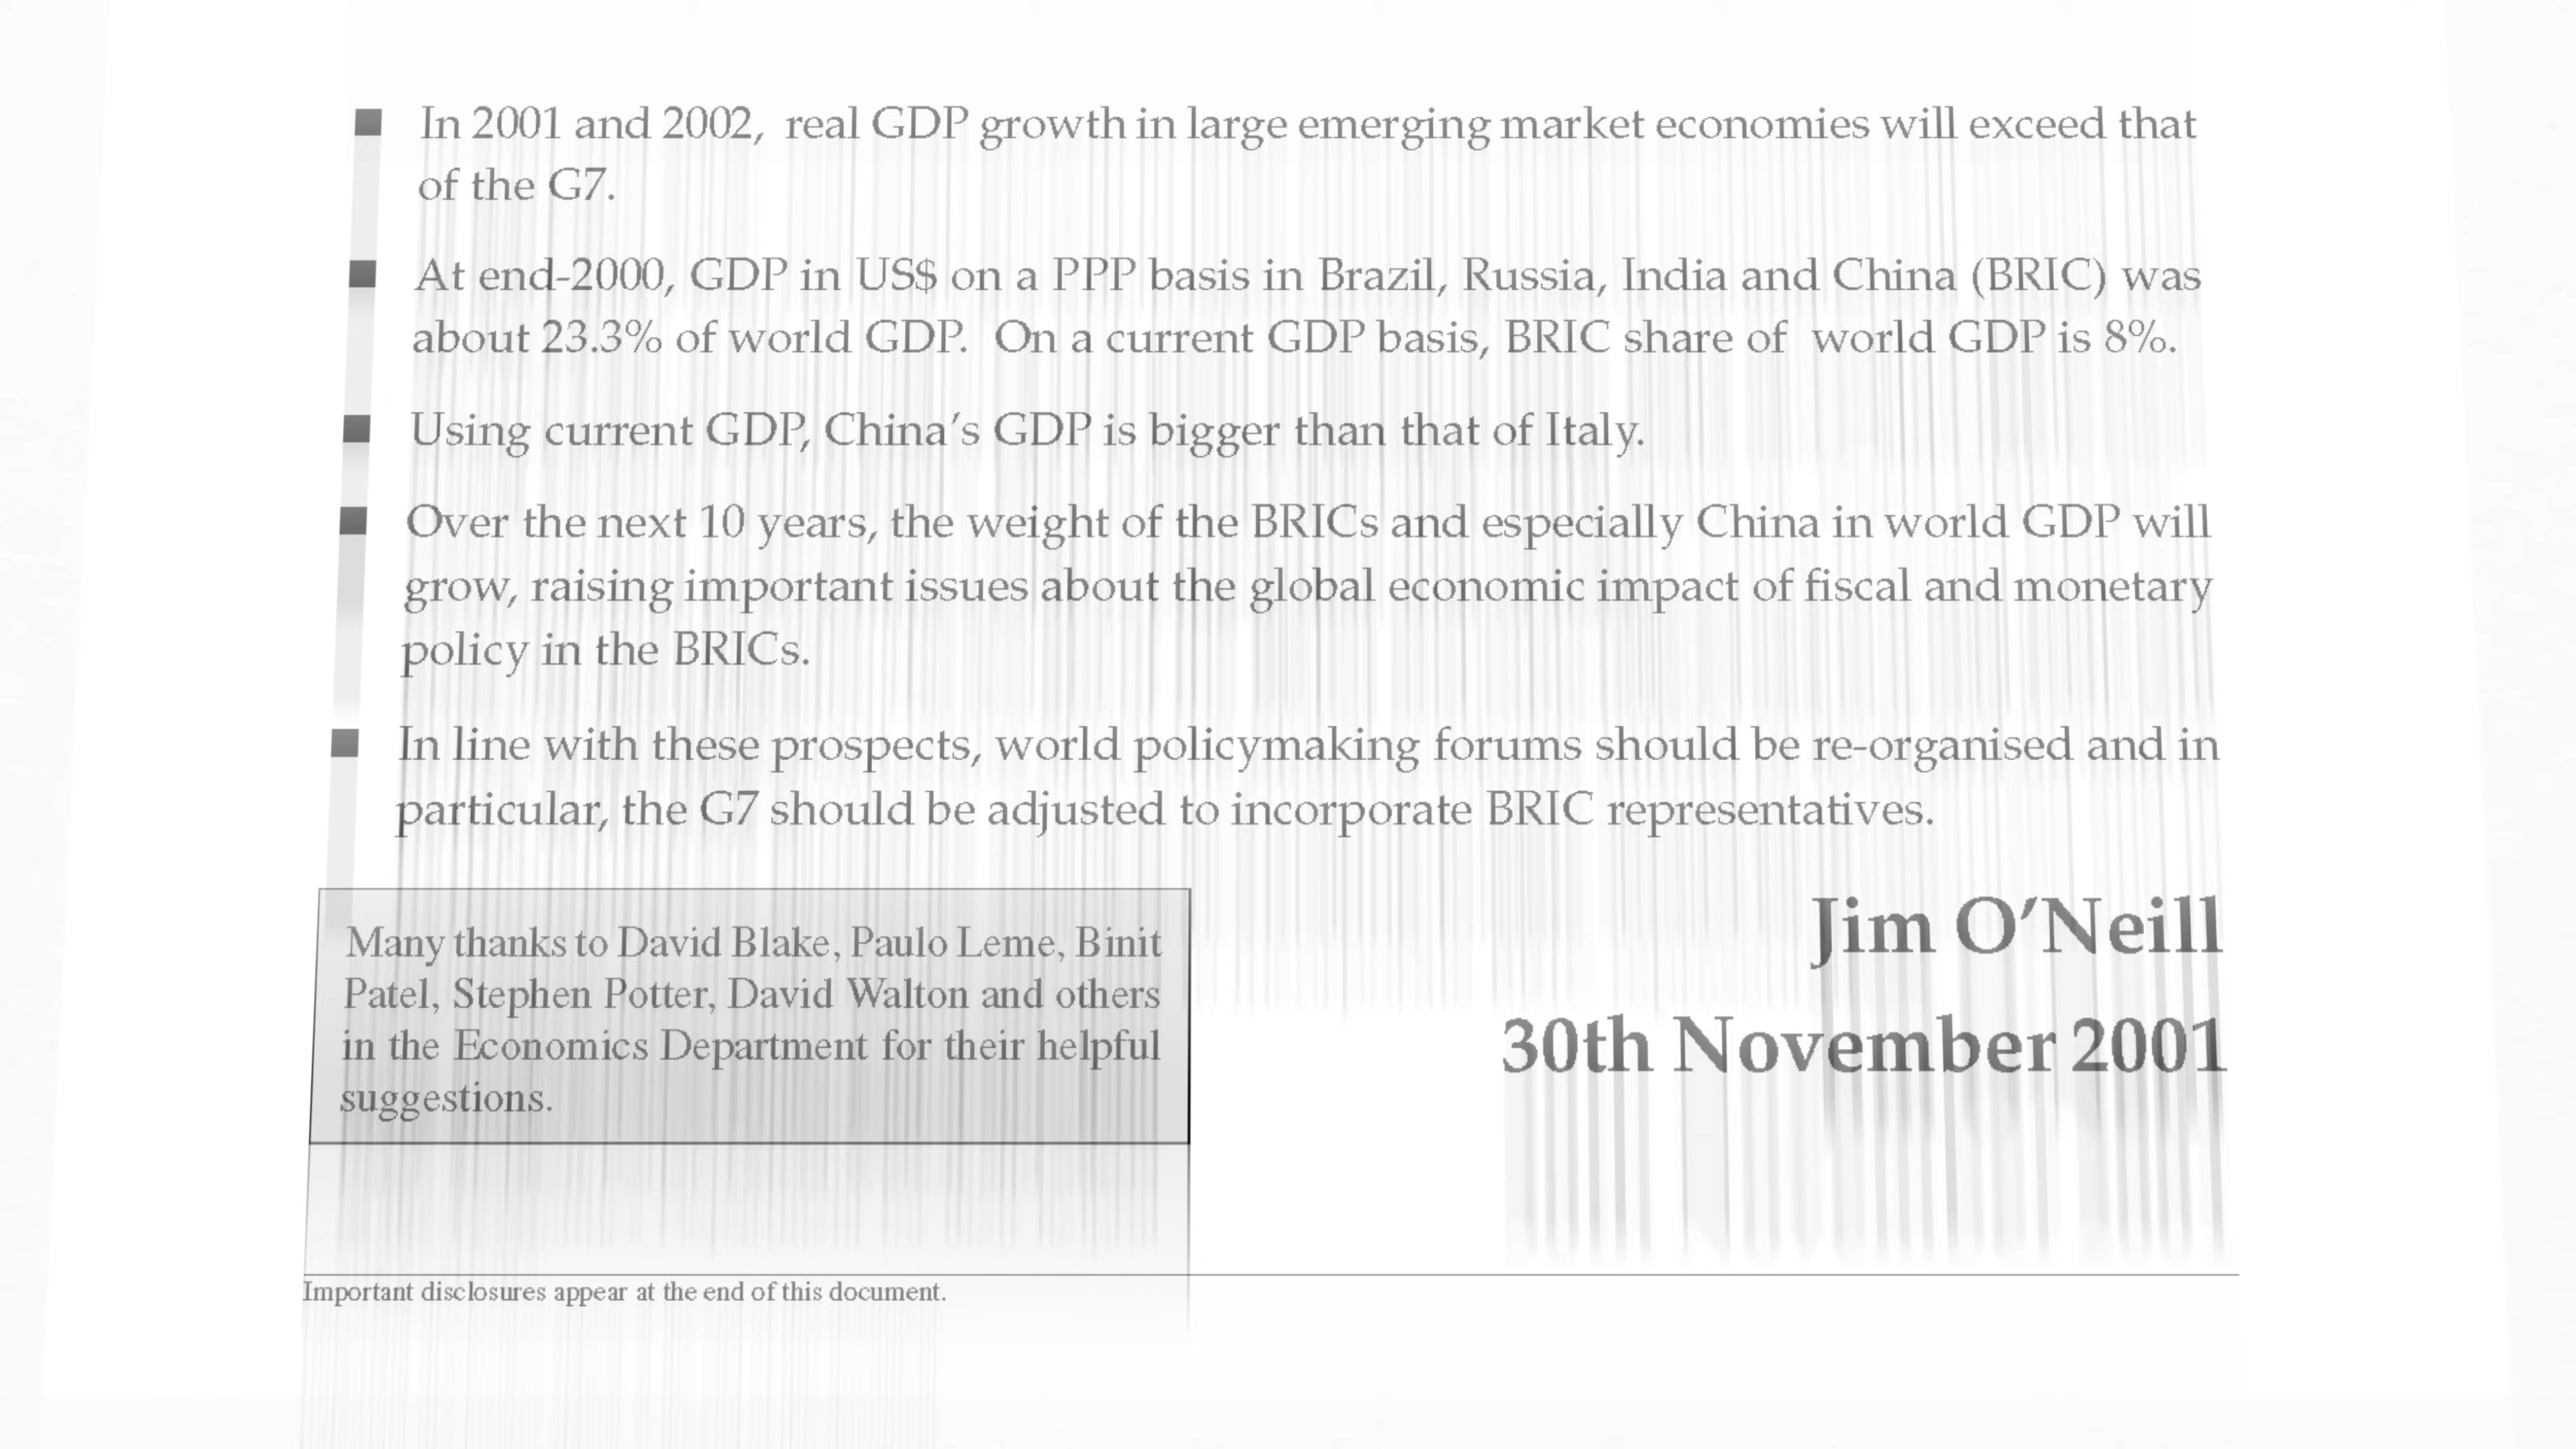 In 2001 and 2002, real GDP growth in large emerging market economies will exceed that
of the G7.
At end-2000, GDP in US$ on a PPP basis in Brazil, Russia, India and China (BRIC) was
about 23.3% of world GDP. On a current GDP basis, BRIC share of world GDP is 8%.
Using current GDP, China's GDP is bigger than that of Italy.
Over the next 10 years, the weight of the BRICs and especially China in world GDP will
grow, raising important issues about the global economic impact of fiscal and monetary
policy in the BRICs.
In line with these prospects, world policymaking forums should be re-organised and in
particular, the G7 should be adjusted to incorporate BRIC representatives.
Many thanks to David Blake, Paulo Leme, Binit
Patel, Stephen Potter, David Walton and others
in the Economics Department for their helpful
suggestions.
Jim O'Neill
30th November 2001
Important disclosures appear at the end of this document.